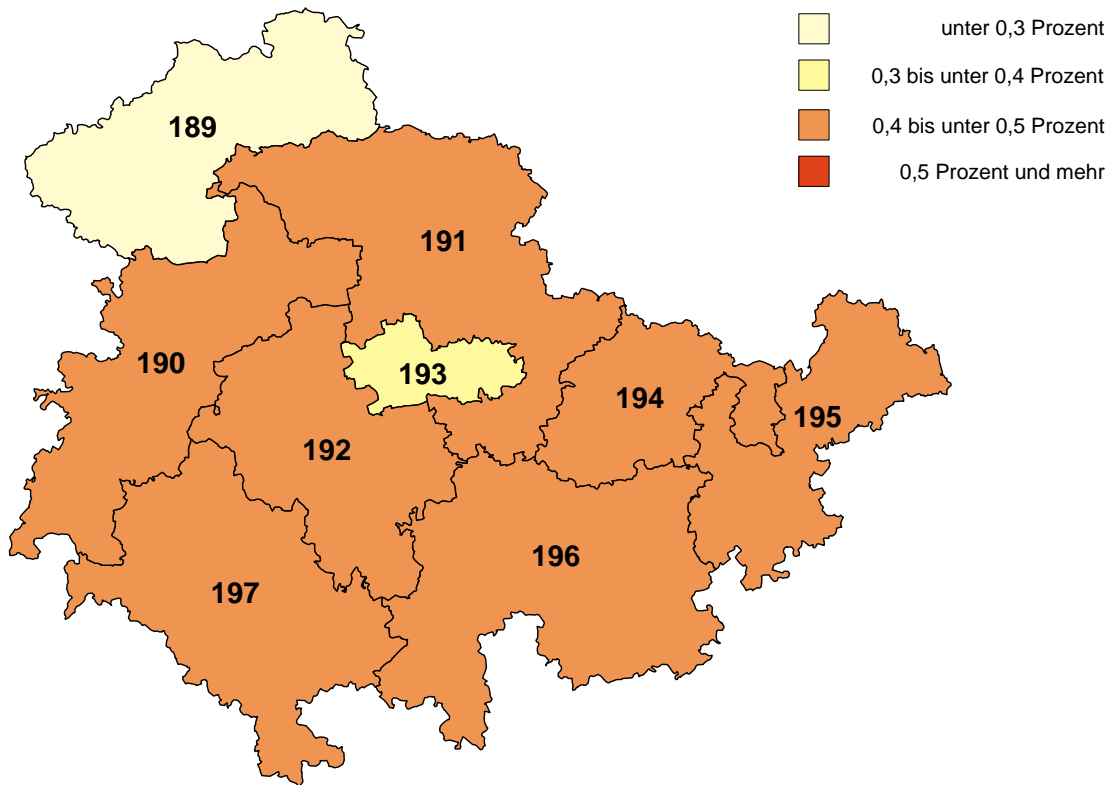 unter 0,3 Prozent
0,3 bis unter 0,4 Prozent
0,4 bis unter 0,5 Prozent
0,5 Prozent und mehr
189
191
190
193
194
195
192
196
197